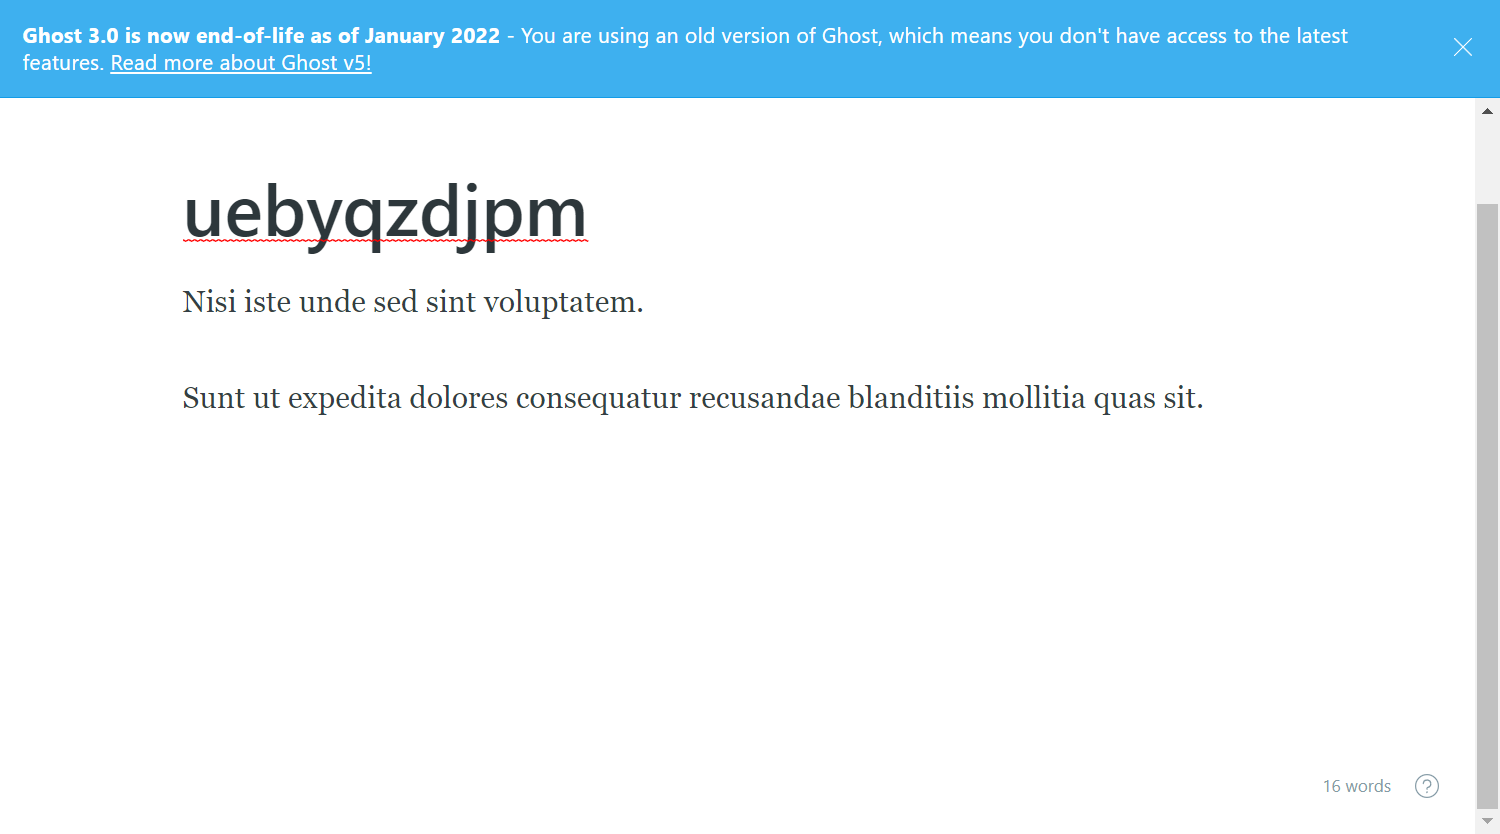 Ghost 3.0 is now end-of-life as of January 2022 - You are using an old version of Ghost, which means you don't have access to the latest
features. Read more about Ghost v5!
uebyqzdjpm
Nisi iste unde sed sint voluptatem.
Sunt ut expedita dolores consequatur recusandae blanditiis mollitia quas sit.
16 words
?